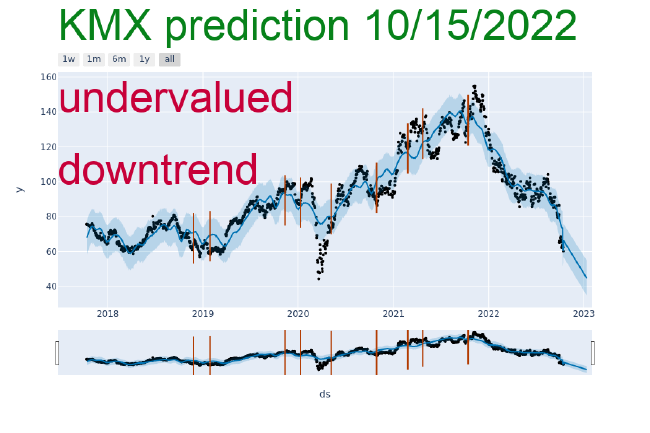 KMX prediction 10/15/2022
1w 1m 6m 1y all
160
undervalued
140
120
downtrend
100
y
80
60
40
2018 2019 2020 2021 2022 2023
ds